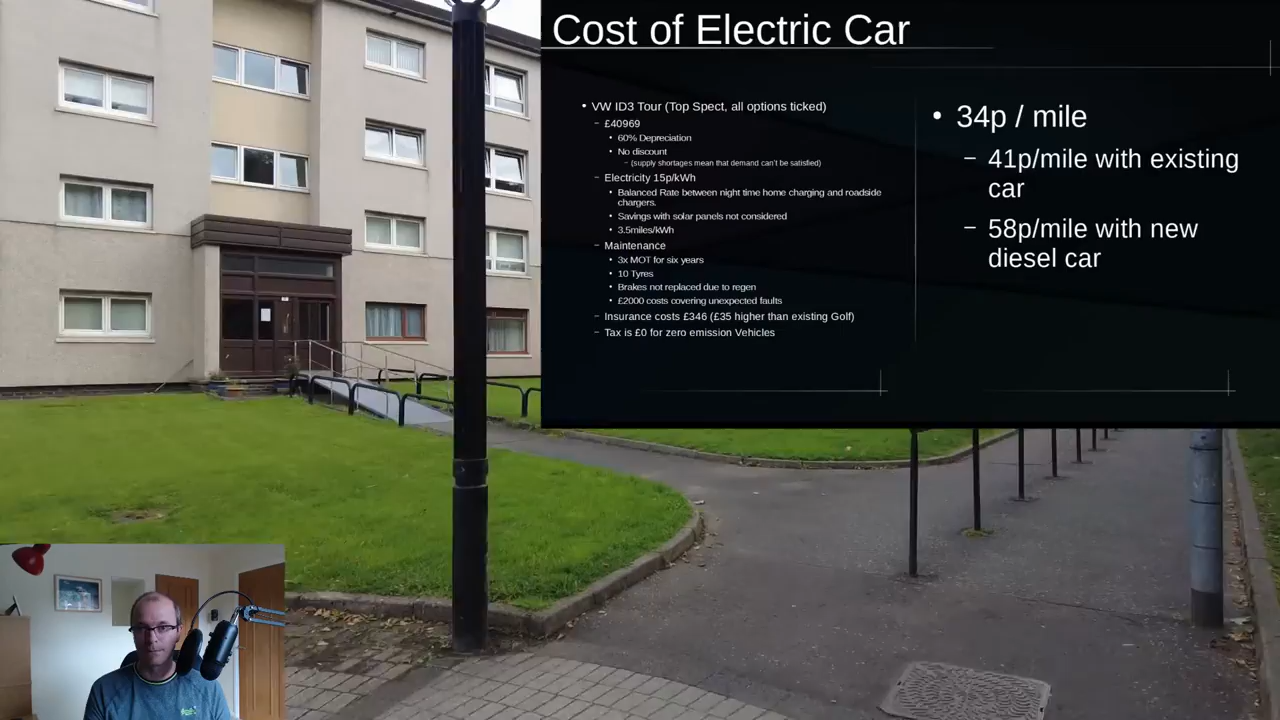 Cost of Electric Car
• VW ID3 Tour (Top Spect, all options ticked)
– £40969
• 60% Depreciation
• No discount
– (supply shortages mean that demand can't be satisfied)
– Electricity 15p/kWh
• Balanced Rate between night time home charging and roadside
chargers.
• Savings with solar panels not considered
• 3.5miles/kWh
– Maintenance
• 3x MOT for six years
• 10 Tyres
• Brakes not replaced due to regen
• £2000 costs covering unexpected faults
– Insurance costs £346 (£35 higher than existing Golf)
– Tax is £0 for zero emission Vehicles
• 34p / mile
– 41p/mile with existing
car
– 58p/mile with new
diesel car